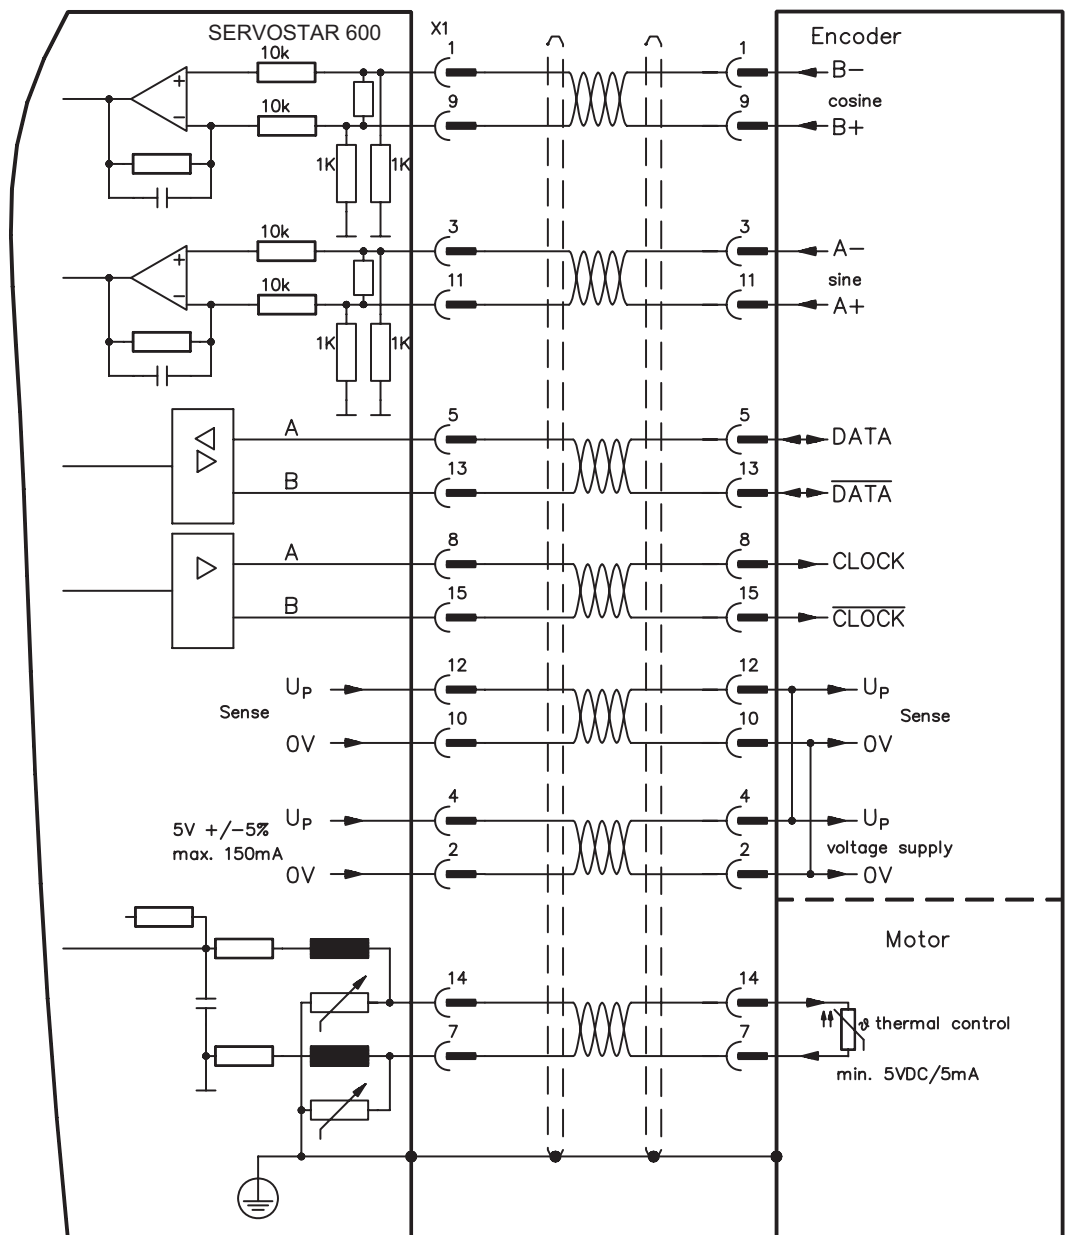 SERVOSTAR 600
X1
Encoder
10k
1
1
B-
cosine
10k
9
9
B+
+
-
1K
1K
10k
3
3
A-
sine
10k
11
11
A+
+
-
1K
1K
A
5
5
DATA
B
13
13
D̅A̅T̅A̅
A
8
8
CLOCK
B
15
15
C̅L̅O̅C̅K̅
UP
12
12
UP
Sense
Sense
0V
10
10
0V
5V +/-5%
UP
4
4
UP
max. 150mA
voltage supply
0V
2
2
0V
Motor
14
14
ϑ thermal control
7
7
min. 5VDC/5mA